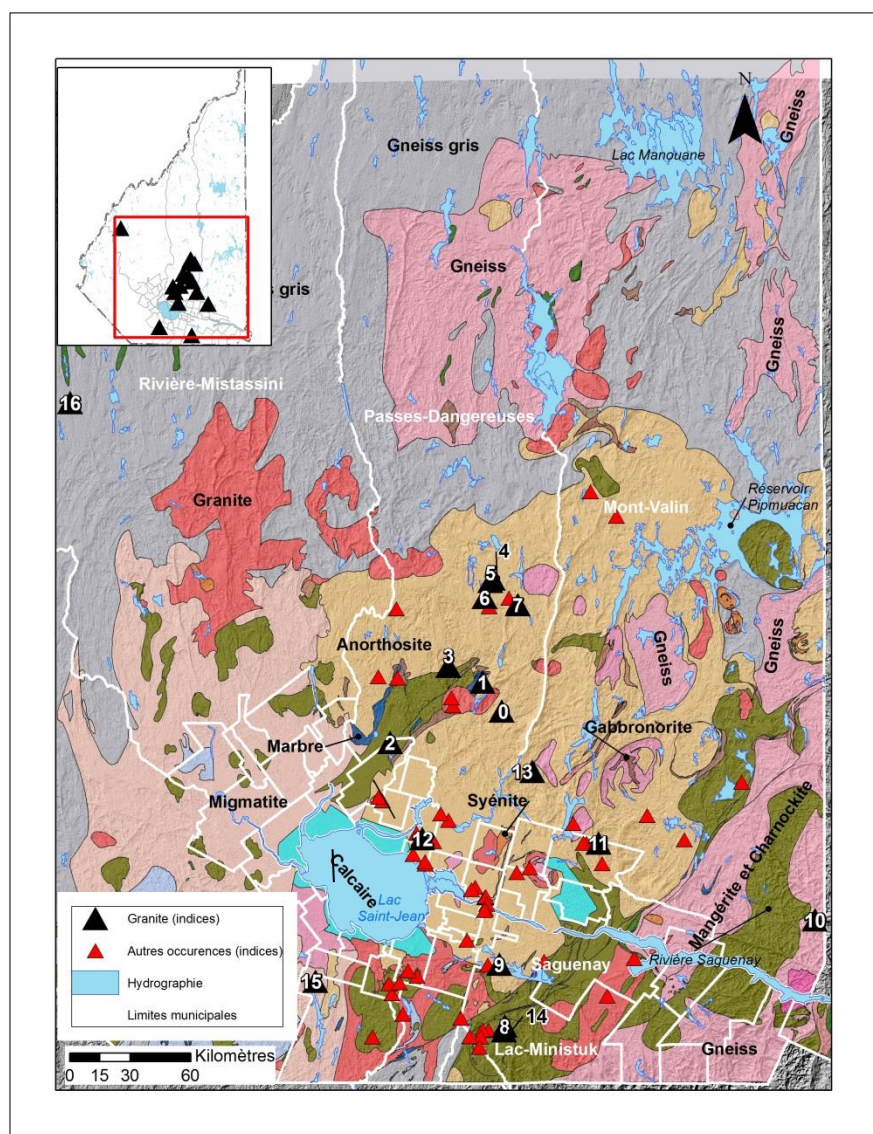 N
Gneiss
Gneiss gris
Lac Manouane
Gneiss
s gris
Gneiss
Rivière-Mistassini
16
Passes-Dangereuses
Granite
Réservoir
Pipmuacan
Mont-Valin
4
5
6
7
Anorthosite
3
Gneiss
Gneiss
1
0
Gabbronorite
Marbre
2
13
Migmatite
Syénite
12
11
Calcaire
Mangérite et Charnockite
Lac
Saint-Jean
10
Granite (indices)
Autres occurences (indices)
Hydrographie
Limites municipales
9
Saguenay
Rivière Saguenay
15
8
14
Lac-Ministuk
Gneiss
Kilomètres
0 15 30 60